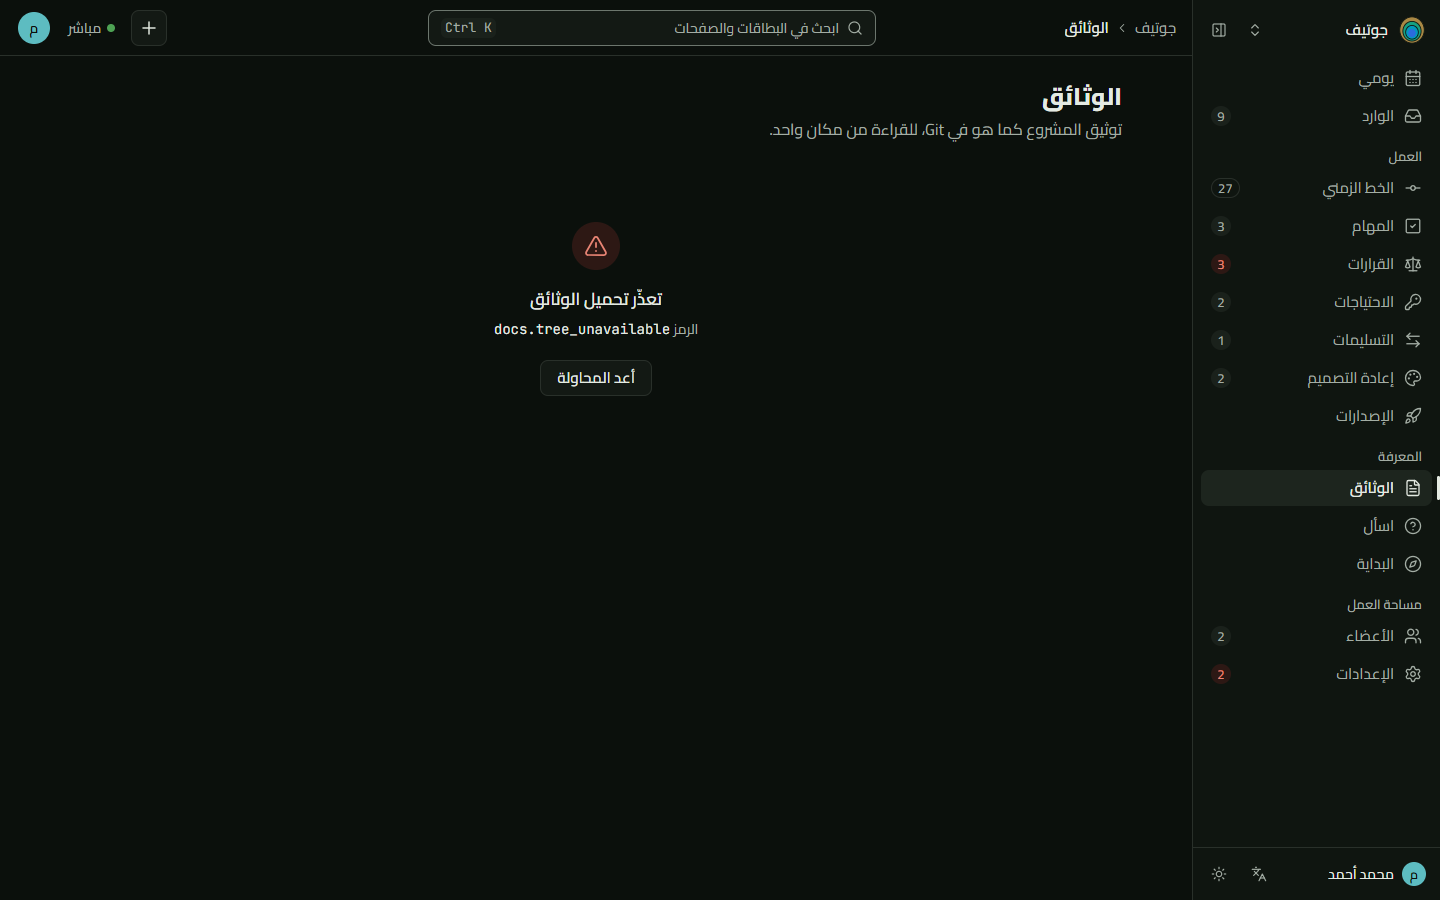 جوتيف
يومي
الوارد 9
العمل
الخط الزمني 27
المهام 3
القرارات 3
الاحتياجات 2
التسليمات 1
إعادة التصميم 2
الإصدارات
المعرفة
الوثائق
اسأل
البداية
مساحة العمل
الأعضاء 2
الإعدادات 2
م محمد أحمد
جوتيف › الوثائق
ابحث في البطاقات والصفحات Ctrl K
مباشر
م
الوثائق
توثيق المشروع كما هو في Git، للقراءة من مكان واحد.
تعذّر تحميل الوثائق
الرمز docs.tree_unavailable
أعد المحاولة